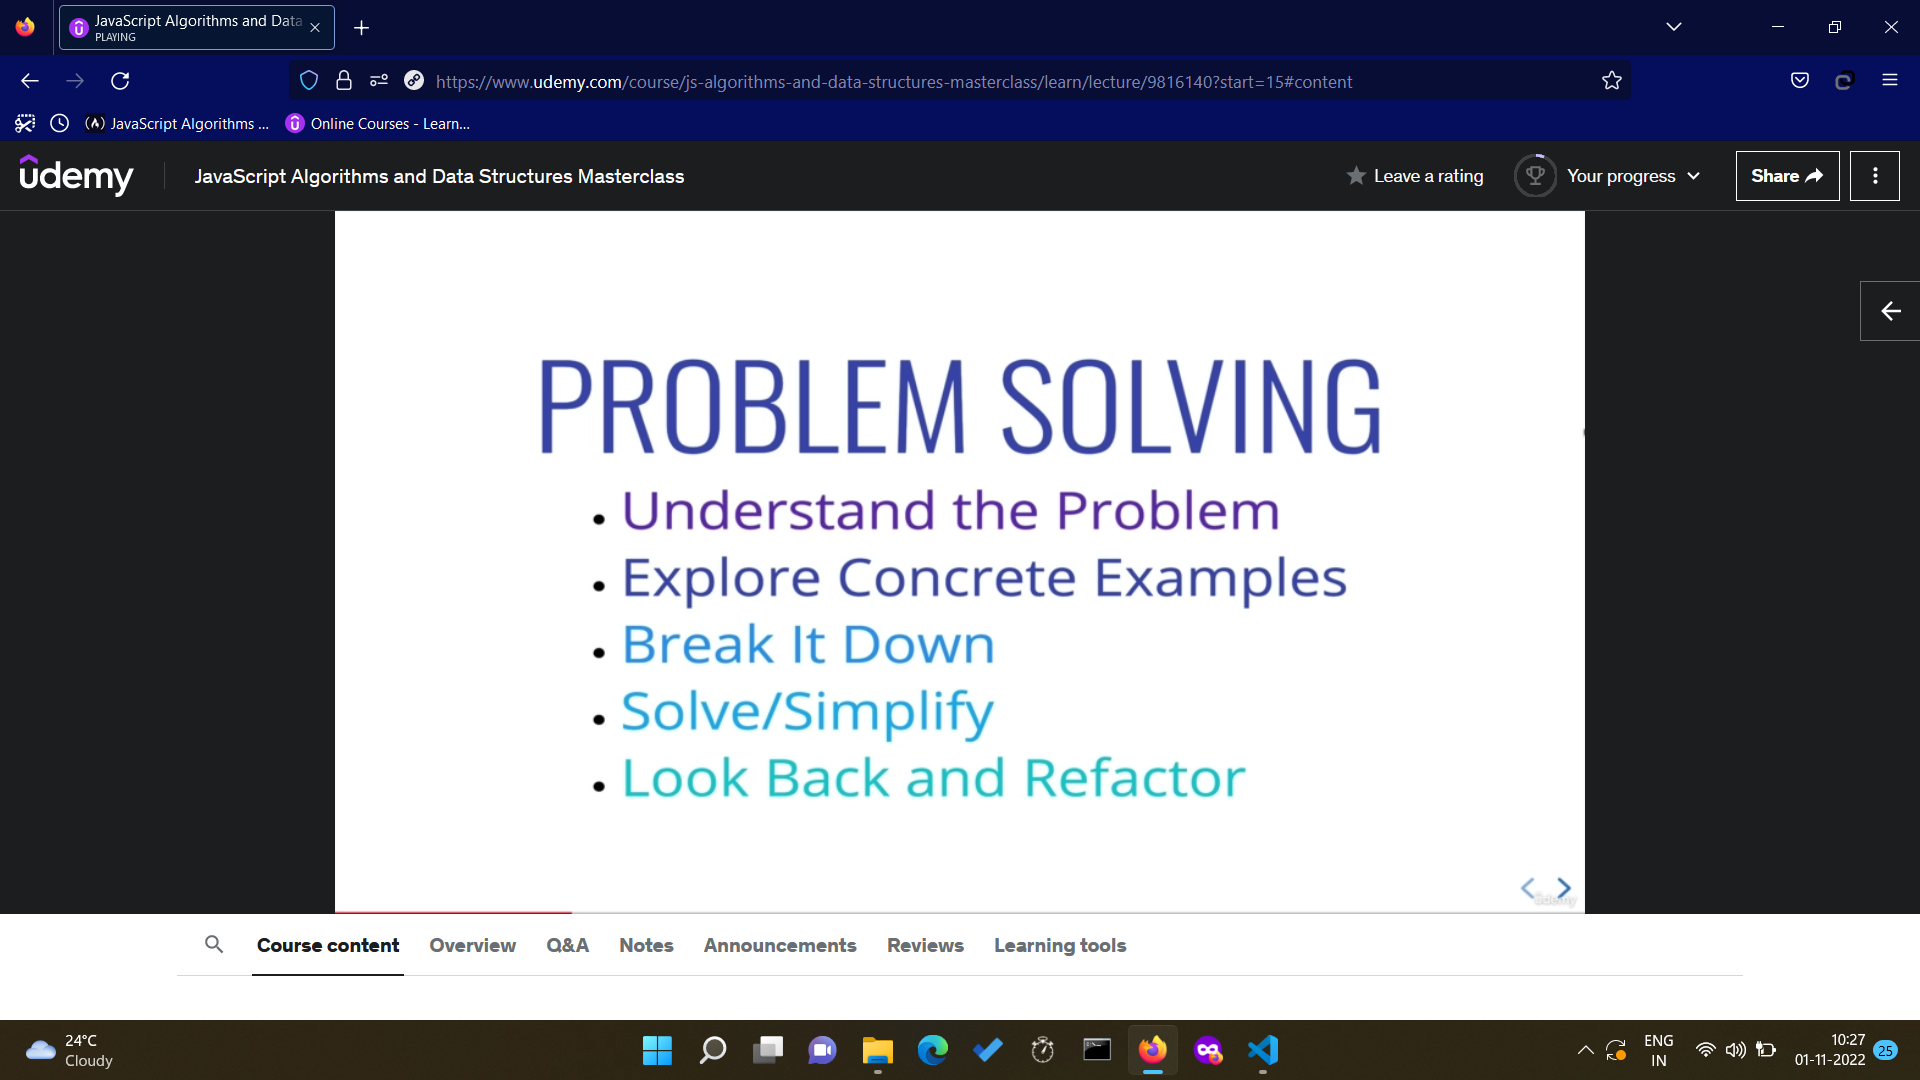 JavaScript Algorithms and Data
PLAYING
https://www.udemy.com/course/js-algorithms-and-data-structures-masterclass/learn/lecture/9816140?start=15#content
JavaScript Algorithms ...
Online Courses - Learn...
udemy
JavaScript Algorithms and Data Structures Masterclass
Leave a rating
Your progress
Share
PROBLEM SOLVING
• Understand the Problem
• Explore Concrete Examples
• Break It Down
• Solve/Simplify
• Look Back and Refactor
udemy
Course content Overview Q&A Notes Announcements Reviews Learning tools
24°C
Cloudy
ENG
IN
10:27
01-11-2022
25